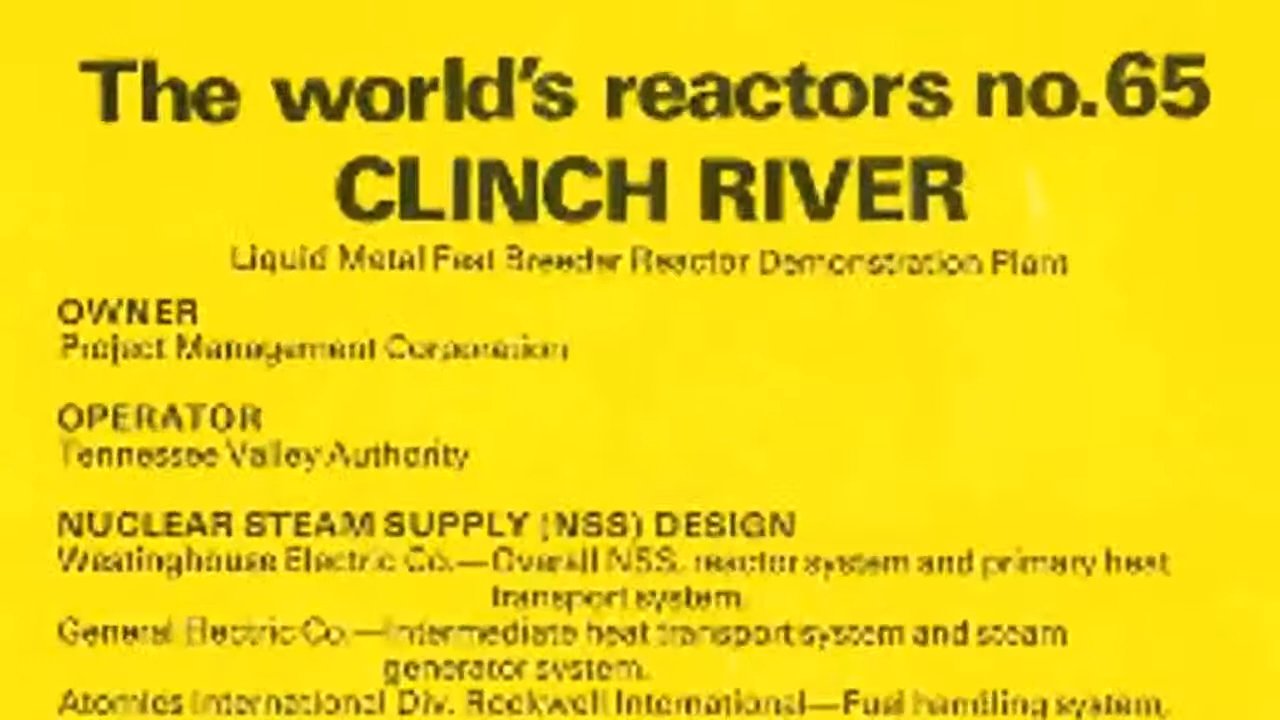 The world's reactors no.65
CLINCH RIVER
Liquid Metal Fast Breeder Reactor Demonstration Plant
OWNER
Project Management Corporation
OPERATOR
Tennessee Valley Authority
NUCLEAR STEAM SUPPLY (NSS) DESIGN
Westinghouse Electric Co.—Overall NSS, reactor system and primary heat
transport system.
General Electric Co.—Intermediate heat transport system and steam
generator system.
Atomics International Div. Rockwell International—Fuel handling system,